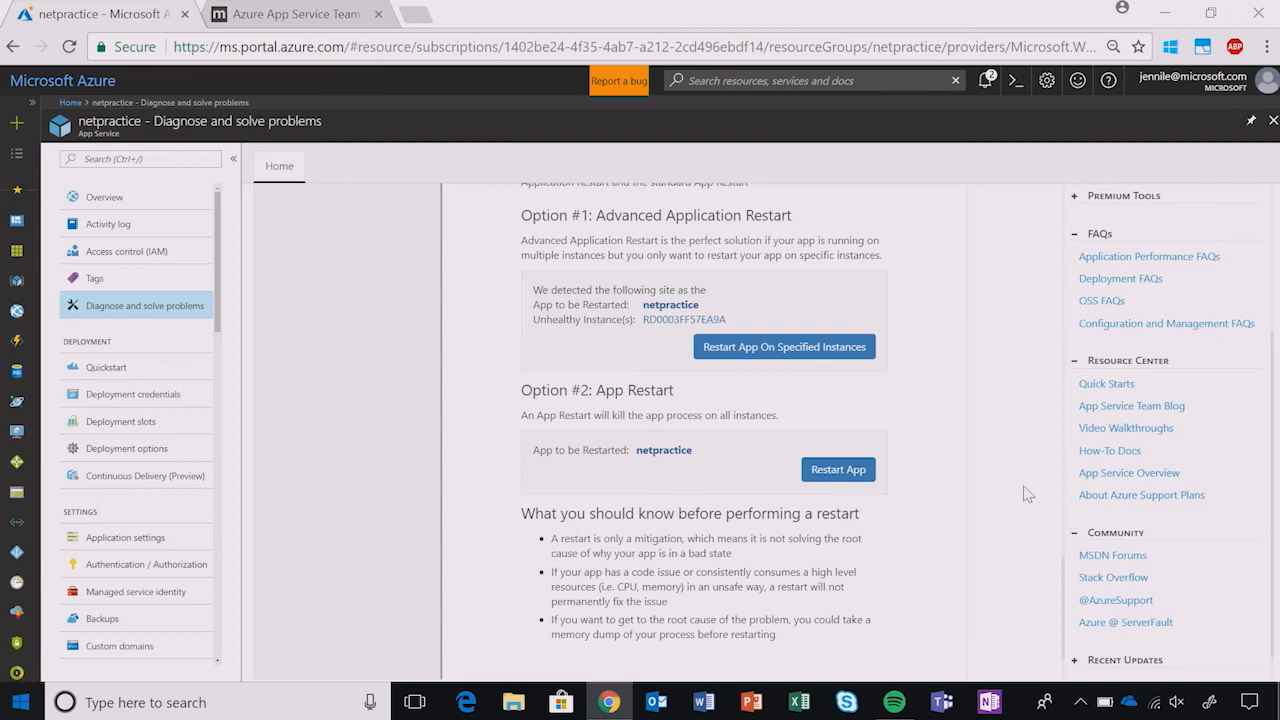 netpractice - Microsoft A
Azure App Service Team
Secure
https://ms.portal.azure.com/#resource/subscriptions/1402be24-4f35-4ab7-a212-2cd496ebdf14/resourceGroups/netpractice/providers/Microsoft.W...
ABP
Microsoft Azure
Report a bug
Search resources, services and docs
2
jennile@microsoft.com
MICROSOFT
Home > netpractice - Diagnose and solve problems
netpractice - Diagnose and solve problems
App Service
Search (Ctrl+/)
Overview
Activity log
Access control (IAM)
Tags
Diagnose and solve problems
DEPLOYMENT
Quickstart
Deployment credentials
Deployment slots
Deployment options
Continuous Delivery (Preview)
SETTINGS
Application settings
Authentication / Authorization
Managed service identity
Backups
Custom domains
Home
Application Restart and the standard App Restart
Option #1: Advanced Application Restart
Advanced Application Restart is the perfect solution if your app is running on
multiple instances but you only want to restart your app on specific instances.
We detected the following site as the
App to be Restarted: netpractice
Unhealthy Instance(s): RD0003FF57EA9A
Restart App On Specified Instances
Option #2: App Restart
An App Restart will kill the app process on all instances.
App to be Restarted: netpractice
Restart App
What you should know before performing a restart
• A restart is only a mitigation, which means it is not solving the root
cause of why your app is in a bad state
• If your app has a code issue or consistently consumes a high level
resources (i.e. CPU, memory) in an unsafe way, a restart will not
permanently fix the issue
• If you want to get to the root cause of the problem, you could take a
memory dump of your process before restarting
PREMIUM TOOLS
FAQs
Application Performance FAQs
Deployment FAQs
OSS FAQs
Configuration and Management FAQs
RESOURCE CENTER
Quick Starts
App Service Team Blog
Video Walkthroughs
How-To Docs
App Service Overview
About Azure Support Plans
COMMUNITY
MSDN Forums
Stack Overflow
@AzureSupport
Azure @ ServerFault
RECENT UPDATES
Type here to search